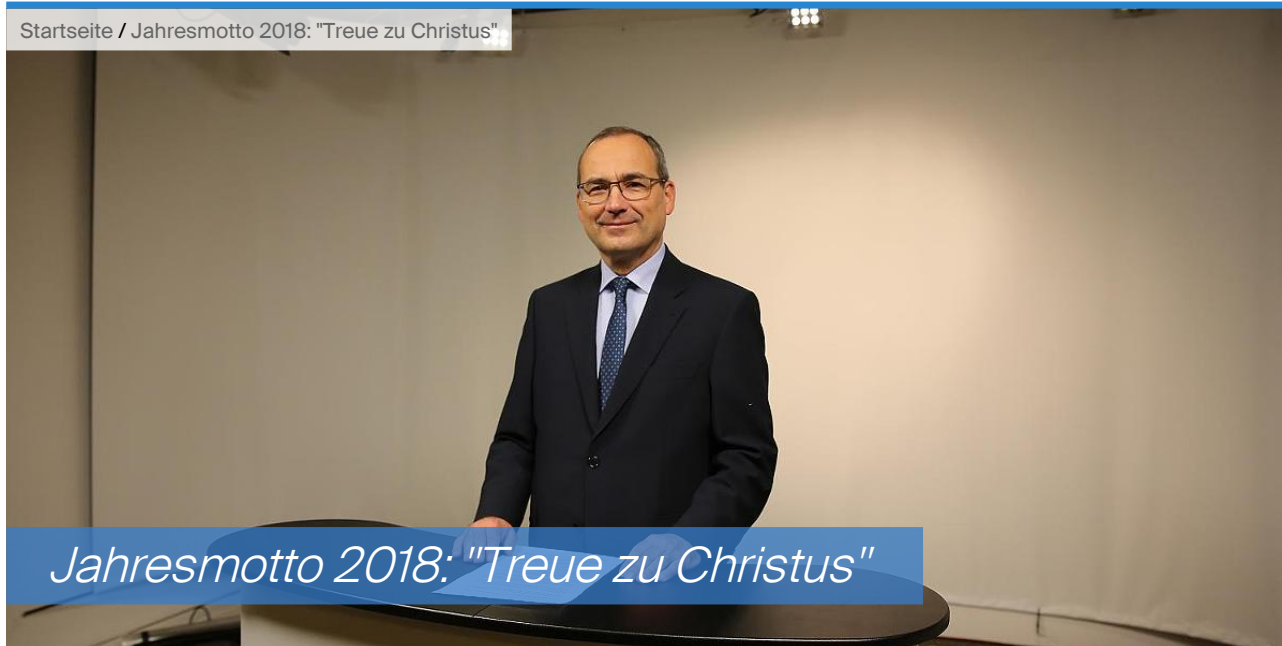 Startseite / Jahresmotto 2018: "Treue zu Christus"
Jahresmotto 2018: "Treue zu Christus"